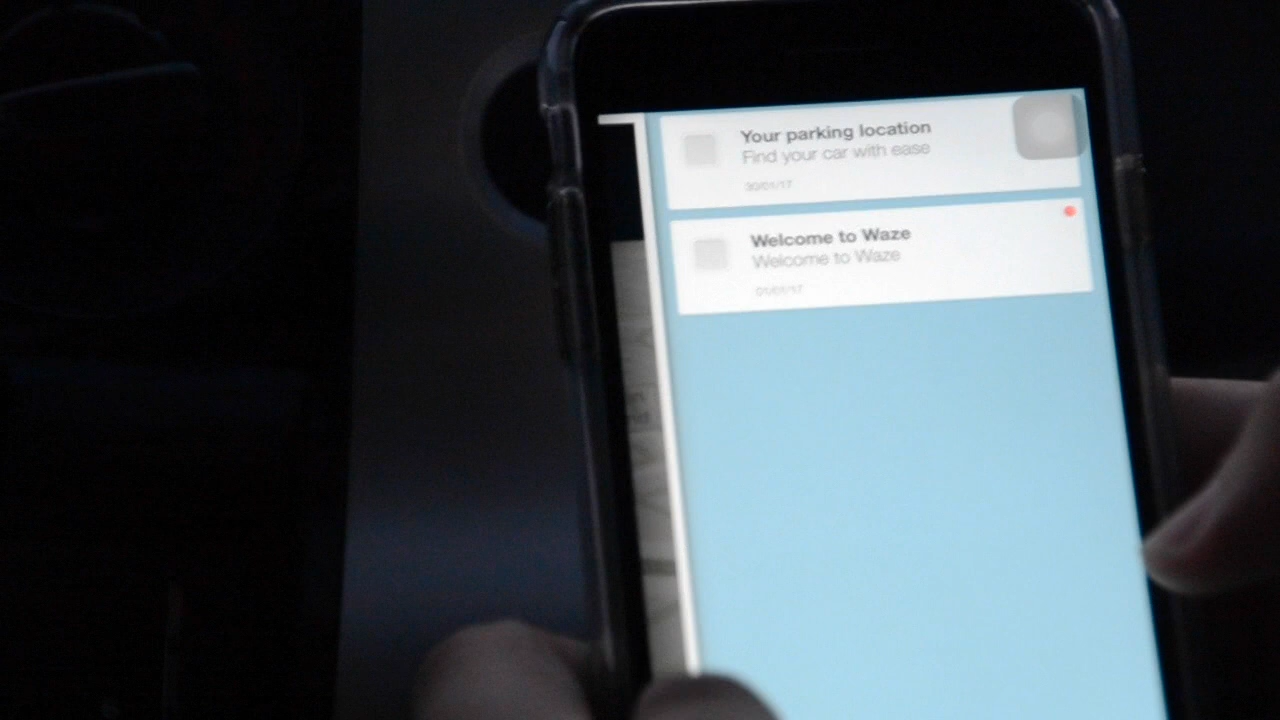 Your parking location
Find your car with ease
30/01/17
Welcome to Waze
Welcome to Waze